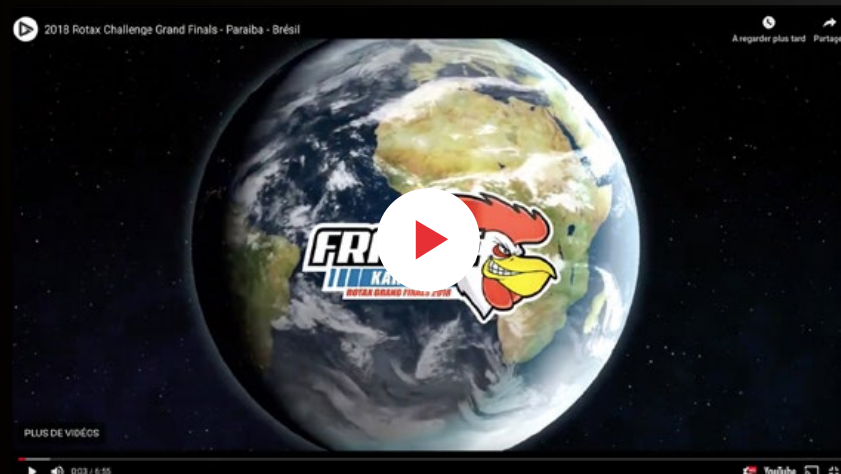 2018 Rotax Challenge Grand Finals - Paraiba - Brésil
A regarder plus tard
Partage
FR
KA
ROTAX GRAND FINALS 2018
PLUS DE VIDÉOS
0:03 / 6:55
YouTube